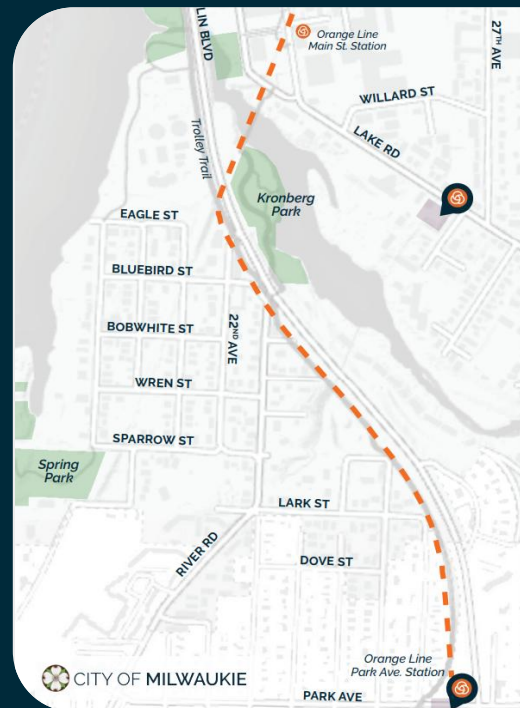 LIN BLVD
Orange Line
Main St. Station
27TH AVE
WILLARD ST
LAKE RD
Trolley Trail
Kronberg
Park
EAGLE ST
BLUEBIRD ST
22ND AVE
BOBWHITE ST
WREN ST
SPARROW ST
Spring
Park
LARK ST
RIVER RD
DOVE ST
Orange Line
Park Ave. Station
CITY OF MILWAUKIE
PARK AVE